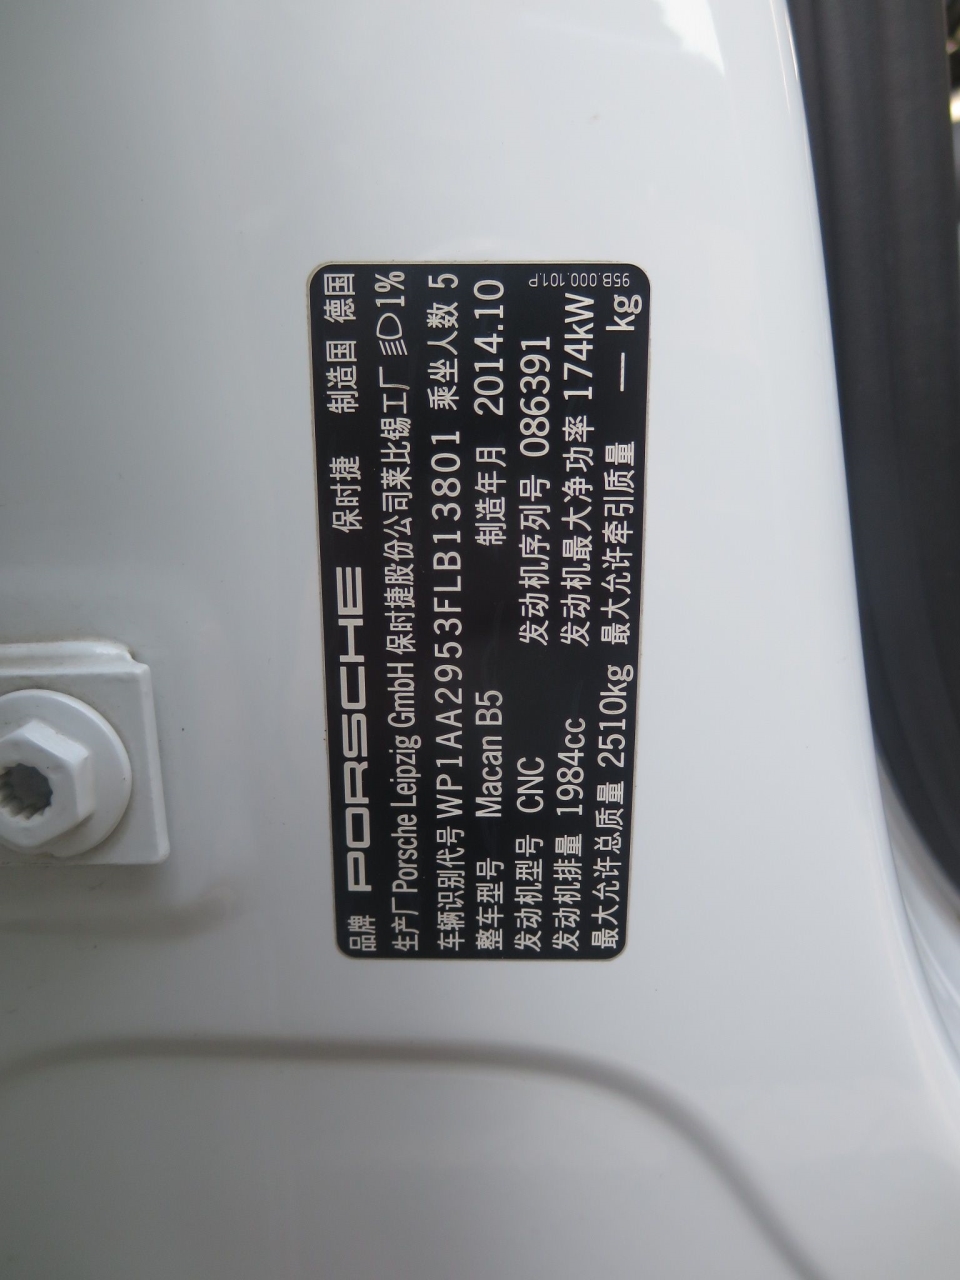 品牌 PORSCHE 保时捷 制造国 德国
生产厂 Porsche Leipzig GmbH 保时捷股份公司莱比锡工厂 1%
车辆识别代号 WP1AA2953FLB13801 乘坐人数 5
整车型号 Macan B5 制造年月 2014.10
发动机型号 CNC 发动机序列号 086391
发动机排量 1984cc 发动机最大净功率 174kW
最大允许总质量 2510kg 最大允许牵引质量 — kg
95B.000.101.P